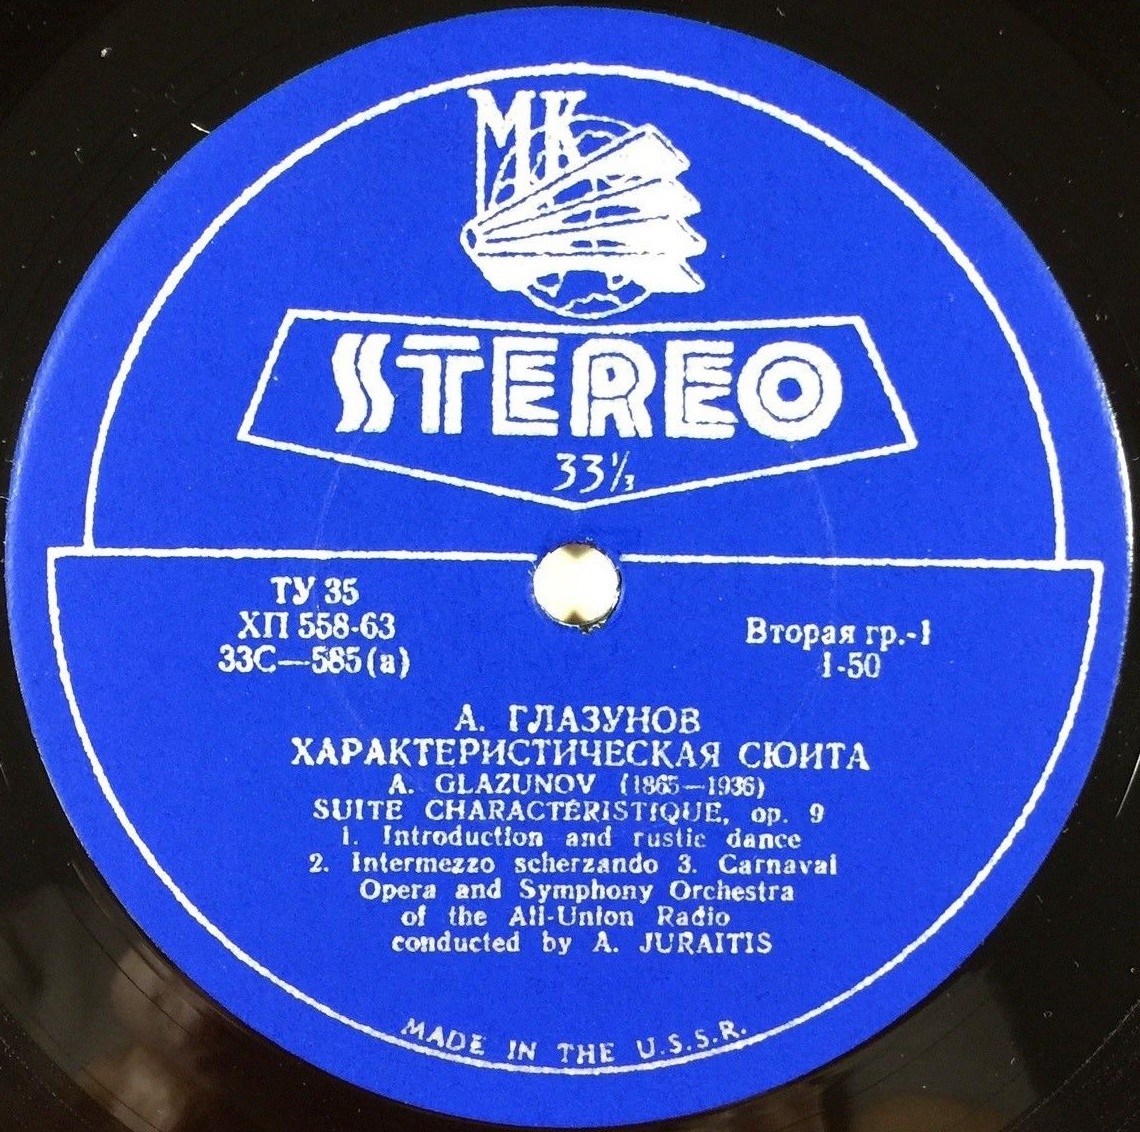 МК
STEREO
33⅓
ТУ 35
ХП 558-63
33С—585(а)
Вторая гр.-1
1-50
А. ГЛАЗУНОВ
ХАРАКТЕРИСТИЧЕСКАЯ СЮИТА
A. GLAZUNOV (1865—1936)
SUITE CHARACTÉRISTIQUE, op. 9
1. Introduction and rustic dance
2. Intermezzo scherzando 3. Carnaval
Opera and Symphony Orchestra
of the All-Union Radio
conducted by A. JURAITIS
MADE IN THE U.S.S.R.